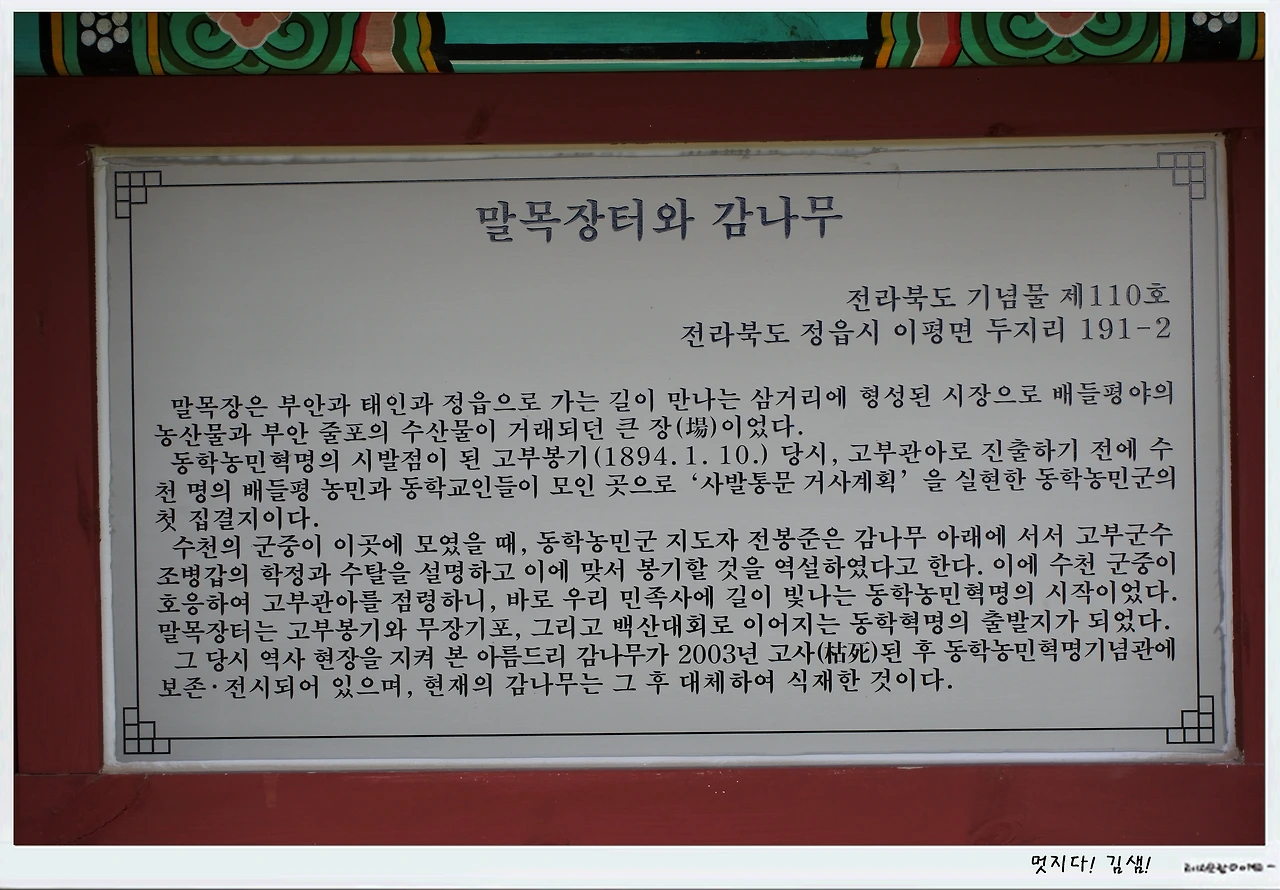 말목장터와 감나무
전라북도 기념물 제110호
전라북도 정읍시 이평면 두지리 191-2
말목장은 부안과 태인과 정읍으로 가는 길이 만나는 삼거리에 형성된 시장으로 배들평야의
농산물과 부안 줄포의 수산물이 거래되던 큰 장(場)이었다.
동학농민혁명의 시발점이 된 고부봉기(1894.1.10.) 당시, 고부관아로 진출하기 전에 수
천 명의 배들평 농민과 동학교인들이 모인 곳으로 ‘사발통문 거사계획’ 을 실현한 동학농민군의
첫 집결지이다.
수천의 군중이 이곳에 모였을 때, 동학농민군 지도자 전봉준은 감나무 아래에 서서 고부군수
조병갑의 학정과 수탈을 설명하고 이에 맞서 봉기할 것을 역설하였다고 한다. 이에 수천 군중이
호응하여 고부관아를 점령하니, 바로 우리 민족사에 길이 빛나는 동학농민혁명의 시작이었다.
말목장터는 고부봉기와 무장기포, 그리고 백산대회로 이어지는 동학혁명의 출발지가 되었다.
그 당시 역사 현장을 지켜 본 아름드리 감나무가 2003년 고사(枯死)된 후 동학농민혁명기념관에
보존·전시되어 있으며, 현재의 감나무는 그 후 대체하여 식재한 것이다.
멋지다! 김샘!